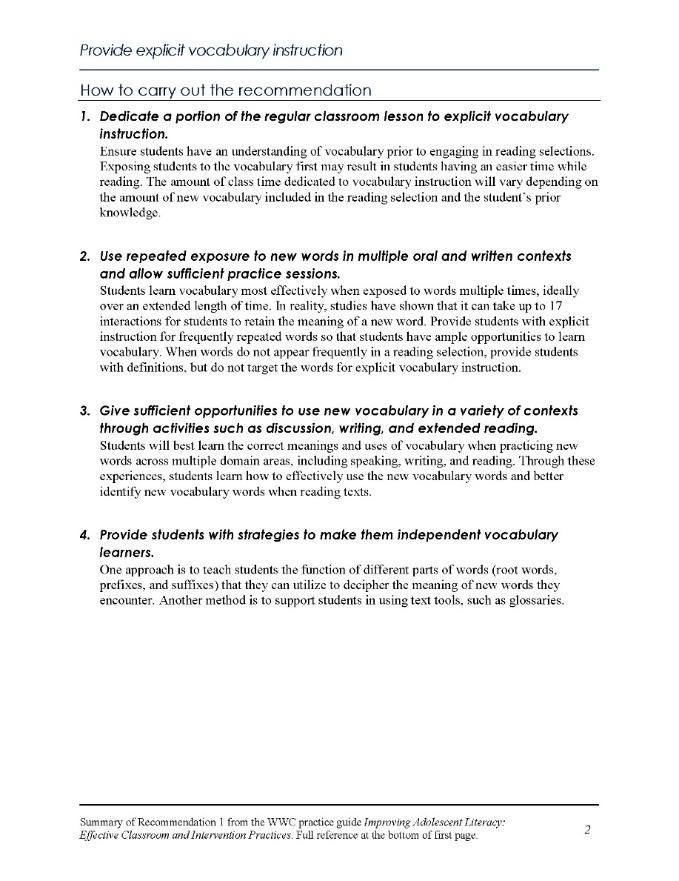 Provide explicit vocabulary instruction
How to carry out the recommendation
1. Dedicate a portion of the regular classroom lesson to explicit vocabulary
instruction.
Ensure students have an understanding of vocabulary prior to engaging in reading selections.
Exposing students to the vocabulary first may result in students having an easier time while
reading. The amount of class time dedicated to vocabulary instruction will vary depending on
the amount of new vocabulary included in the reading selection and the student's prior
knowledge.
2. Use repeated exposure to new words in multiple oral and written contexts
and allow sufficient practice sessions.
Students learn vocabulary most effectively when exposed to words multiple times, ideally
over an extended length of time. In reality, studies have shown that it can take up to 17
interactions for students to retain the meaning of a new word. Provide students with explicit
instruction for frequently repeated words so that students have ample opportunities to learn
vocabulary. When words do not appear frequently in a reading selection, provide students
with definitions, but do not target the words for explicit vocabulary instruction.
3. Give sufficient opportunities to use new vocabulary in a variety of contexts
through activities such as discussion, writing, and extended reading.
Students will best learn the correct meanings and uses of vocabulary when practicing new
words across multiple domain areas, including speaking, writing, and reading. Through these
experiences, students learn how to effectively use the new vocabulary words and better
identify new vocabulary words when reading texts.
4. Provide students with strategies to make them independent vocabulary
learners.
One approach is to teach students the function of different parts of words (root words,
prefixes, and suffixes) that they can utilize to decipher the meaning of new words they
encounter. Another method is to support students in using text tools, such as glossaries.
Summary of Recommendation 1 from the WWC practice guide Improving Adolescent Literacy:
Effective Classroom and Intervention Practices. Full reference at the bottom of first page.
2